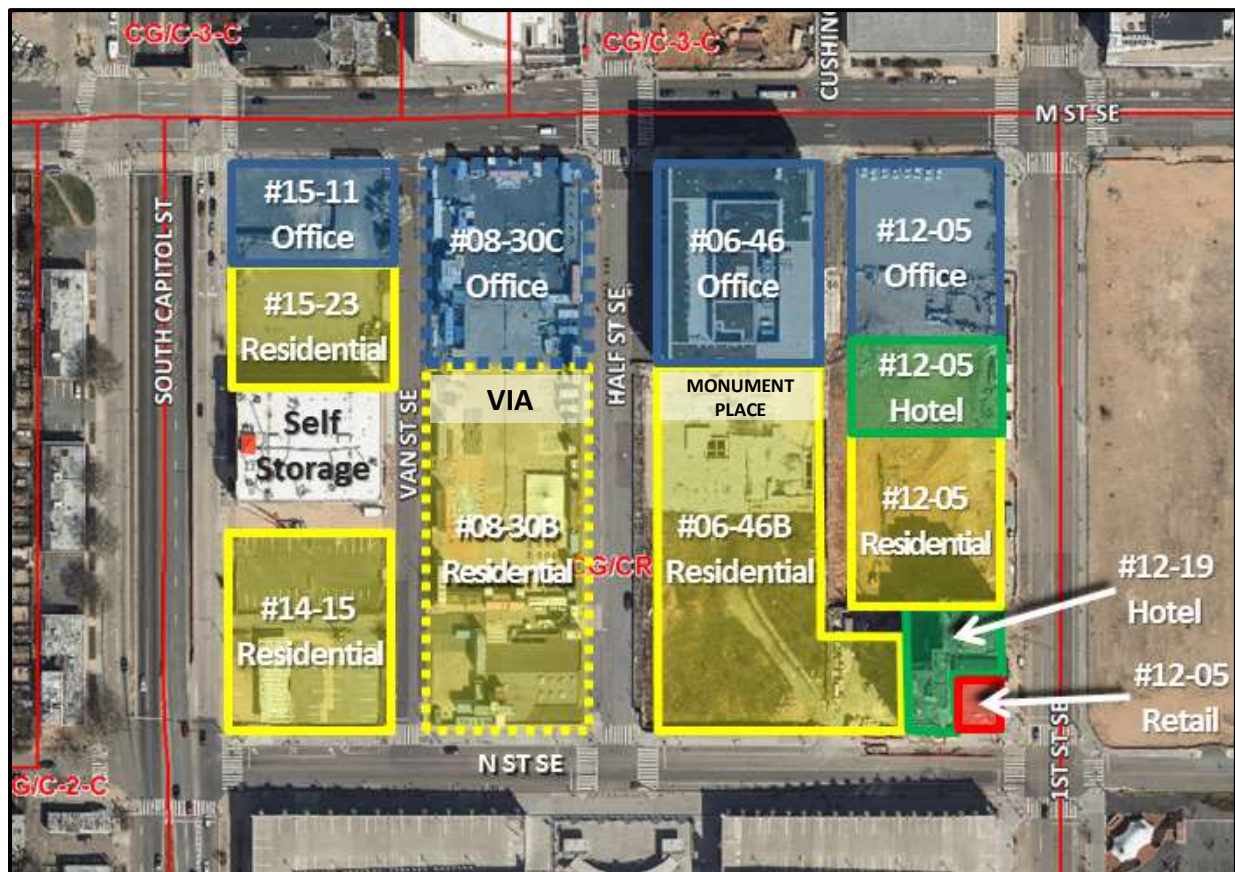 CG/C-3-C
CG/C-3-C
CUSHING
M ST SE
SOUTH CAPITOL ST
#15-11
Office
#15-23
Residential
Self
Storage
#14-15
Residential
VAN ST SE
#08-30C
Office
VIA
#08-30B
Residential
HALF ST SE
CG/CR
#06-46
Office
MONUMENT
PLACE
#06-46B
Residential
#12-05
Office
#12-05
Hotel
#12-05
Residential
#12-19
Hotel
#12-05
Retail
1ST ST SE
N ST SE
G/C-2-C